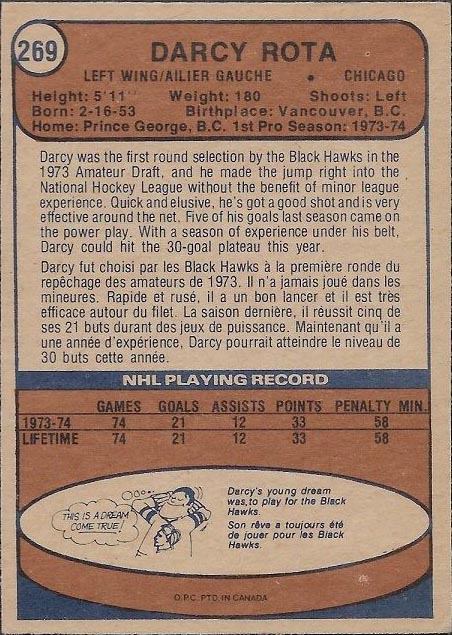 269
DARCY ROTA
LEFT WING/AILIER GAUCHE • CHICAGO
Height: 5'11" Weight: 180 Shoots: Left
Born: 2-16-53 Birthplace: Vancouver, B.C.
Home: Prince George, B.C. 1st Pro Season: 1973-74
Darcy was the first round selection by the Black Hawks in the
1973 Amateur Draft, and he made the jump right into the
National Hockey League without the benefit of minor league
experience. Quick and elusive, he's got a good shot and is very
effective around the net. Five of his goals last season came on
the power play. With a season of experience under his belt,
Darcy could hit the 30-goal plateau this year.
Darcy fut choisi par les Black Hawks à la première ronde du
repêchage des amateurs de 1973. Il n'a jamais joué dans les
mineures. Rapide et rusé, il a un bon lancer et il est très
efficace autour du filet. La saison dernière, il réussit cinq de
ses 21 buts durant des jeux de puissance. Maintenant qu'il a
une année d'expérience, Darcy pourrait atteindre le niveau de
30 buts cette année.
NHL PLAYING RECORD
GAMES GOALS ASSISTS POINTS PENALTY MIN.
1973-74 74 21 12 33 58
LIFETIME 74 21 12 33 58
THIS IS A DREAM
COME TRUE!
Darcy's young dream
was to play for the Black
Hawks.
Son rêve a toujours été
de jouer pour les Black
Hawks.
O.P.C. PTD. IN CANADA